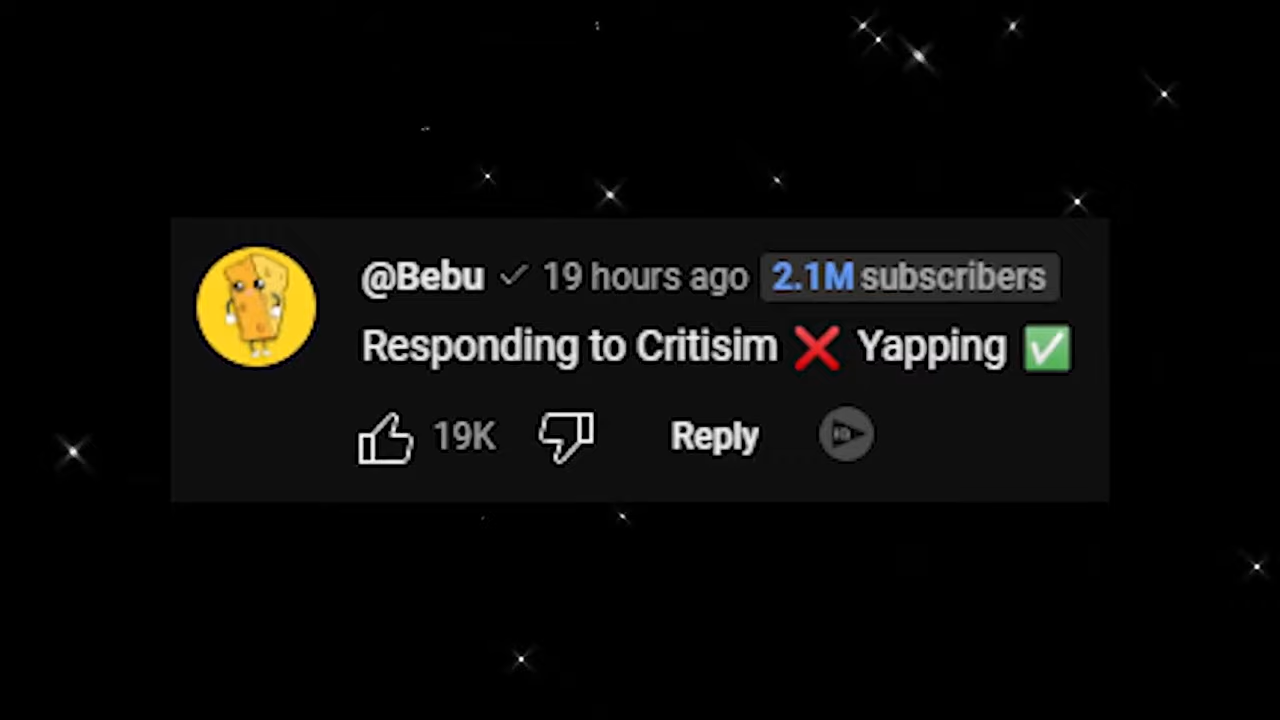 @Bebu ✓ 19 hours ago 2.1M subscribers
Responding to Critisim ❌ Yapping ✅
19K Reply